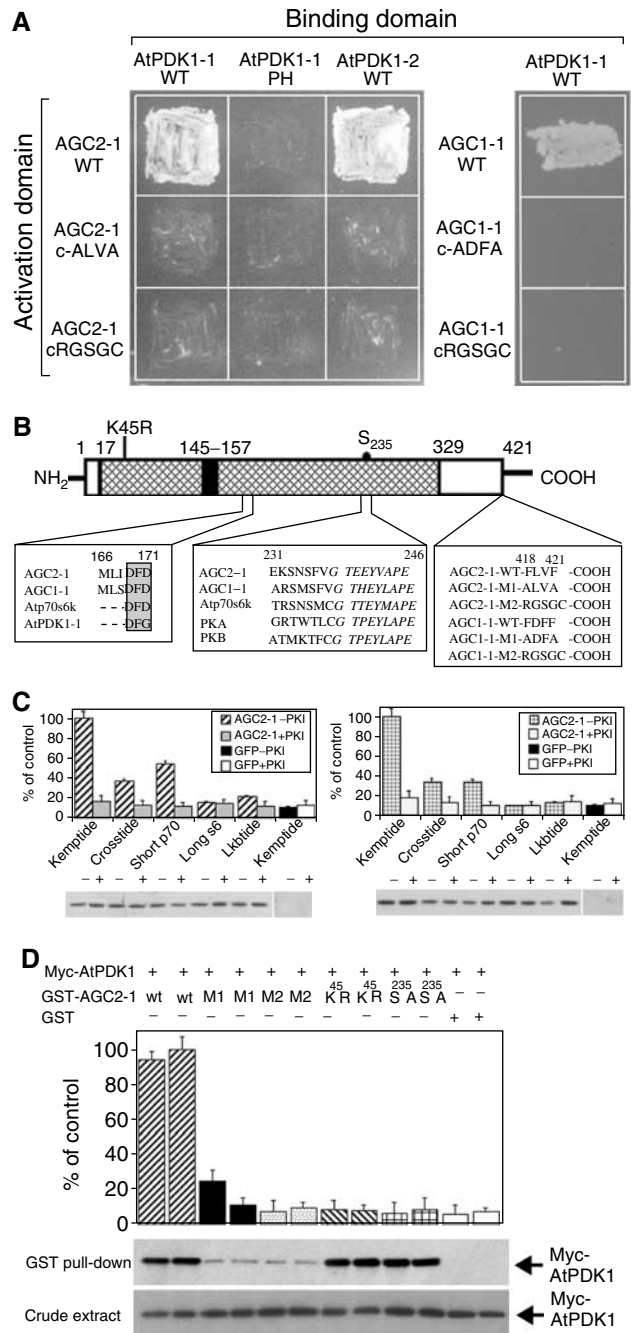 A
Binding domain
AtPDK1-1 WT
AtPDK1-1 PH
AtPDK1-2 WT
AtPDK1-1 WT
Activation domain
AGC2-1 WT
AGC2-1 c-ALVA
AGC2-1 cRGSGC
AGC1-1 WT
AGC1-1 c-ADFA
AGC1-1 cRGSGC
B
K45R
S235
1 17 145–157 329 421
NH2
COOH
166 171
AGC2-1 MLIDFD
AGC1-1 MLSDFD
Atp70s6k - - - DFD
AtPDK1-1 - - - DFG
231 246
AGC2–1 EKSNSFVG TEEYVAPE
AGC1–1 ARSMSFVG THEYLAPE
Atp70s6k TRSNSMCG TTEYMAPE
PKA GRTWTLCG TPEYLAPE
PKB ATMKTFCG TPEYLAPE
418 421
AGC2-1-WT-FLVF -COOH
AGC2-1-M1-ALVA -COOH
AGC2-1-M2-RGSGC -COOH
AGC1-1-WT-FDFF -COOH
AGC1-1-M1-ADFA -COOH
AGC1-1-M2-RGSGC -COOH
C
% of control
100
80
60
40
20
0
AGC2-1–PKI
AGC2-1+PKI
GFP–PKI
GFP+PKI
Kemptide
Crosstide
Short p70
Long s6
Lkbtide
Kemptide
– + – + – + – + – + – +
% of control
100
80
60
40
20
0
AGC2-1–PKI
AGC2-1+PKI
GFP–PKI
GFP+PKI
Kemptide
Crosstide
Short p70
Long s6
Lkbtide
Kemptide
– + – + – + – + – + – +
D
Myc-AtPDK1 + + + + + + + + + + + +
GST-AGC2-1 wt wt M1 M1 M2 M2 K45R K45R S235A S235A – –
GST – – – – – – – – – – + +
% of control
100
80
60
40
20
0
GST pull-down
Myc-AtPDK1
Crude extract
Myc-AtPDK1